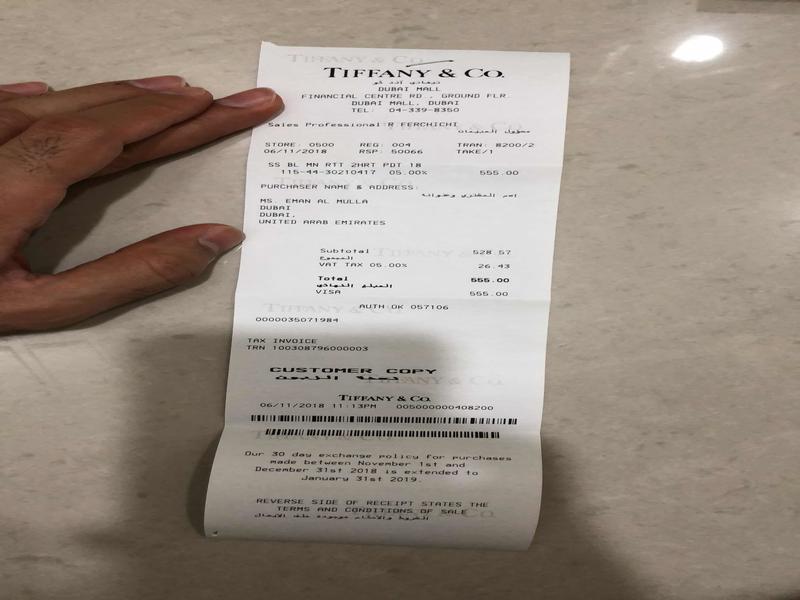 TIFFANY & CO.
تيفاني أند كو
DUBAI MALL
FINANCIAL CENTRE RD., GROUND FLR
DUBAI MALL, DUBAI
TEL: 04-339-8350
Sales Professional R FERCHICHI
مسؤول المبيعات
STORE: 0500 REG: 004 TRAN: 8200/2
06/11/2018 RSP: 50066 TAKE/1
SS BL MN RTT 2HRT PDT 18
115-44-30210417 05.00% 555.00
PURCHASER NAME & ADDRESS:
إسم المشتري وعنوانه
MS. EMAN AL MULLA
DUBAI
DUBAI,
UNITED ARAB EMIRATES
Subtotal 528.57
المجموع
VAT TAX 05.00% 26.43
Total 555.00
المبلغ النهائي
VISA 555.00
AUTH OK 057106
0000035071984
TAX INVOICE
TRN 100308796000003
CUSTOMER COPY
نسخة الزبون
TIFFANY & CO.
06/11/2018 11:13PM 005000000408200
Our 30 day exchange policy for purchases
made between November 1st and
December 31st 2018 is extended to
January 31st 2019.
REVERSE SIDE OF RECEIPT STATES THE
TERMS AND CONDITIONS OF SALE
الشروط والأحكام موجودة خلف الإيصال